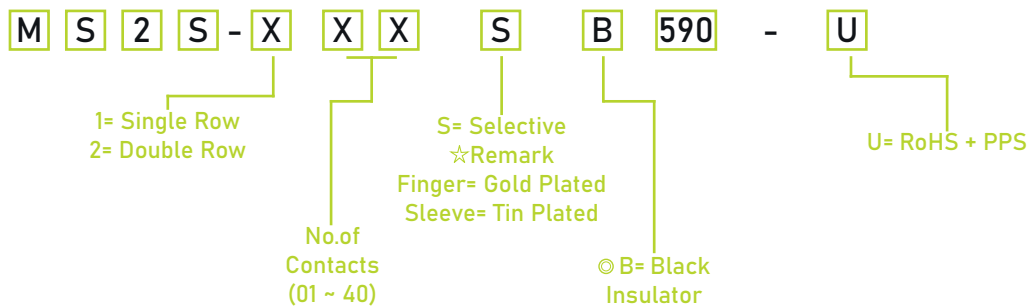 M S 2 S - X X X S B 590 - U
1= Single Row
2= Double Row
No.of
Contacts
(01 ~ 40)
S= Selective
☆Remark
Finger= Gold Plated
Sleeve= Tin Plated
◎ B= Black
Insulator
U= RoHS + PPS